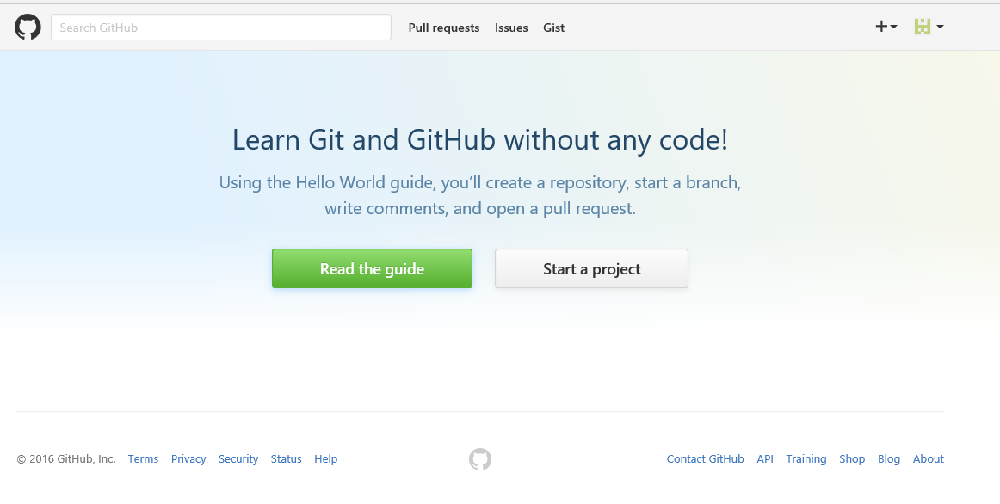 Search GitHub Pull requests Issues Gist
Learn Git and GitHub without any code!
Using the Hello World guide, you’ll create a repository, start a branch,
write comments, and open a pull request.
Read the guide Start a project
© 2016 GitHub, Inc. Terms Privacy Security Status Help Contact GitHub API Training Shop Blog About